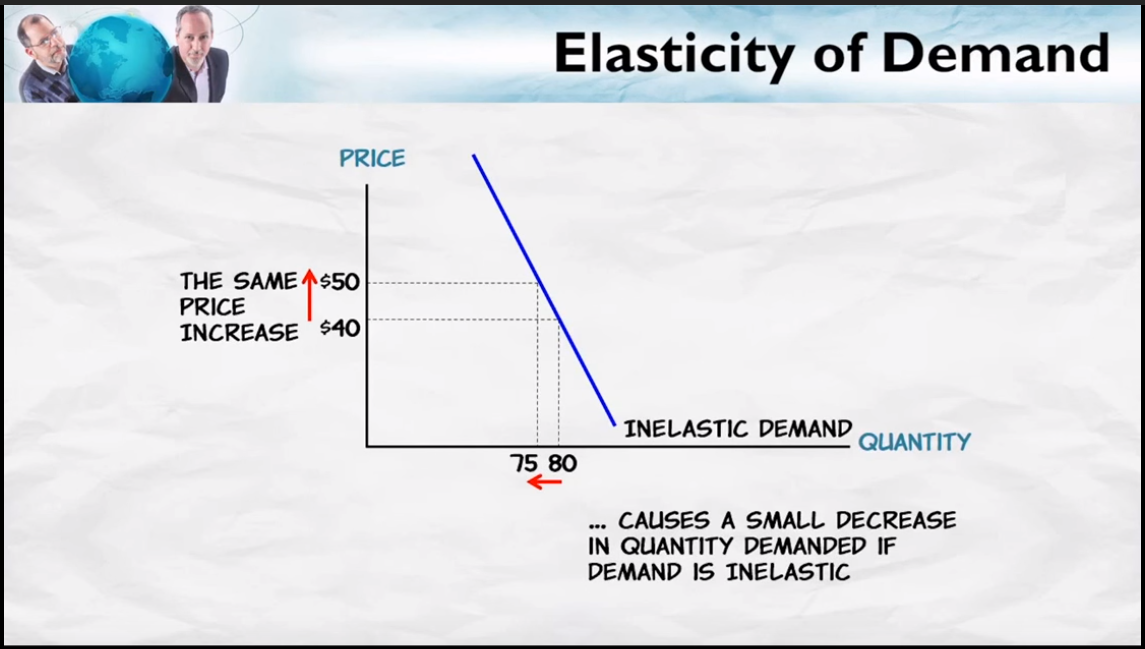 Elasticity of Demand
PRICE
THE SAME
PRICE
INCREASE
$50
$40
INELASTIC DEMAND
QUANTITY
75 80
... CAUSES A SMALL DECREASE
IN QUANTITY DEMANDED IF
DEMAND IS INELASTIC